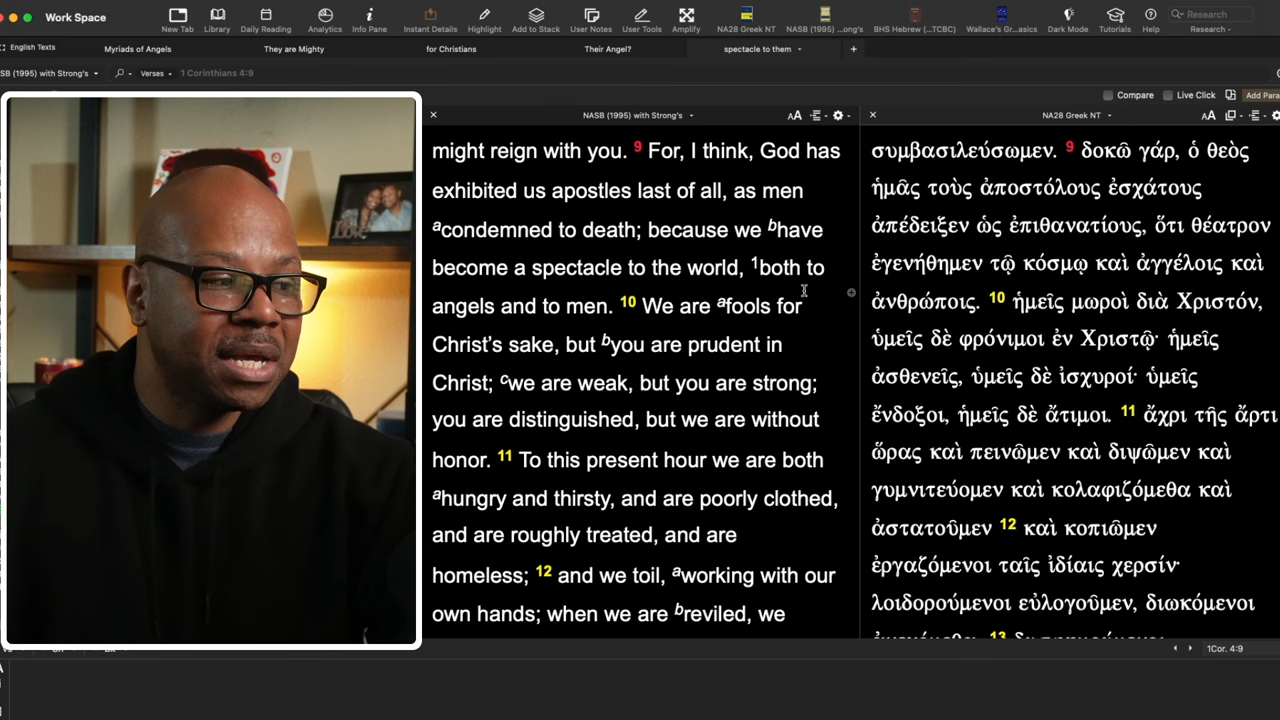 Work Space
New Tab
Library
Daily Reading
Analytics
Info Pane
Instant Details
Highlight
Add to Stack
User Notes
User Tools
Amplify
NA28 Greek NT
NASB (1995) ...ong's
BHS Hebrew (...TCBC)
Wallace's Gr...asics
Dark Mode
Tutorials
Help
Research
Research
English Texts
Myriads of Angels
They are Mighty
for Christians
Their Angel?
spectacle to them
SB (1995) with Strong's
Verses
1 Corinthians 4:9
Compare
Live Click
Add Para
NASB (1995) with Strong's
AA
might reign with you. 9 For, I think, God has
exhibited us apostles last of all, as men
acondemned to death; because we bhave
become a spectacle to the world, 1both to
angels and to men. 10 We are afools for
Christ's sake, but byou are prudent in
Christ; cwe are weak, but you are strong;
you are distinguished, but we are without
honor. 11 To this present hour we are both
ahungry and thirsty, and are poorly clothed,
and are roughly treated, and are
homeless; 12 and we toil, aworking with our
own hands; when we are breviled, we
NA28 Greek NT
AA
συμβασιλεύσωμεν. 9 δοκῶ γάρ, ὁ θεὸς
ἡμᾶς τοὺς ἀποστόλους ἐσχάτους
ἀπέδειξεν ὡς ἐπιθανατίους, ὅτι θέατρον
ἐγενήθημεν τῷ κόσμῳ καὶ ἀγγέλοις καὶ
ἀνθρώποις. 10 ἡμεῖς μωροὶ διὰ Χριστόν,
ὑμεῖς δὲ φρόνιμοι ἐν Χριστῷ· ἡμεῖς
ἀσθενεῖς, ὑμεῖς δὲ ἰσχυροί· ὑμεῖς
ἔνδοξοι, ἡμεῖς δὲ ἄτιμοι. 11 ἄχρι τῆς ἄρτι
ὥρας καὶ πεινῶμεν καὶ διψῶμεν καὶ
γυμνιτεύομεν καὶ κολαφιζόμεθα καὶ
ἀστατοῦμεν 12 καὶ κοπιῶμεν
ἐργαζόμενοι ταῖς ἰδίαις χερσίν·
λοιδορούμενοι εὐλογοῦμεν, διωκόμενοι
13
1Cor. 4:9